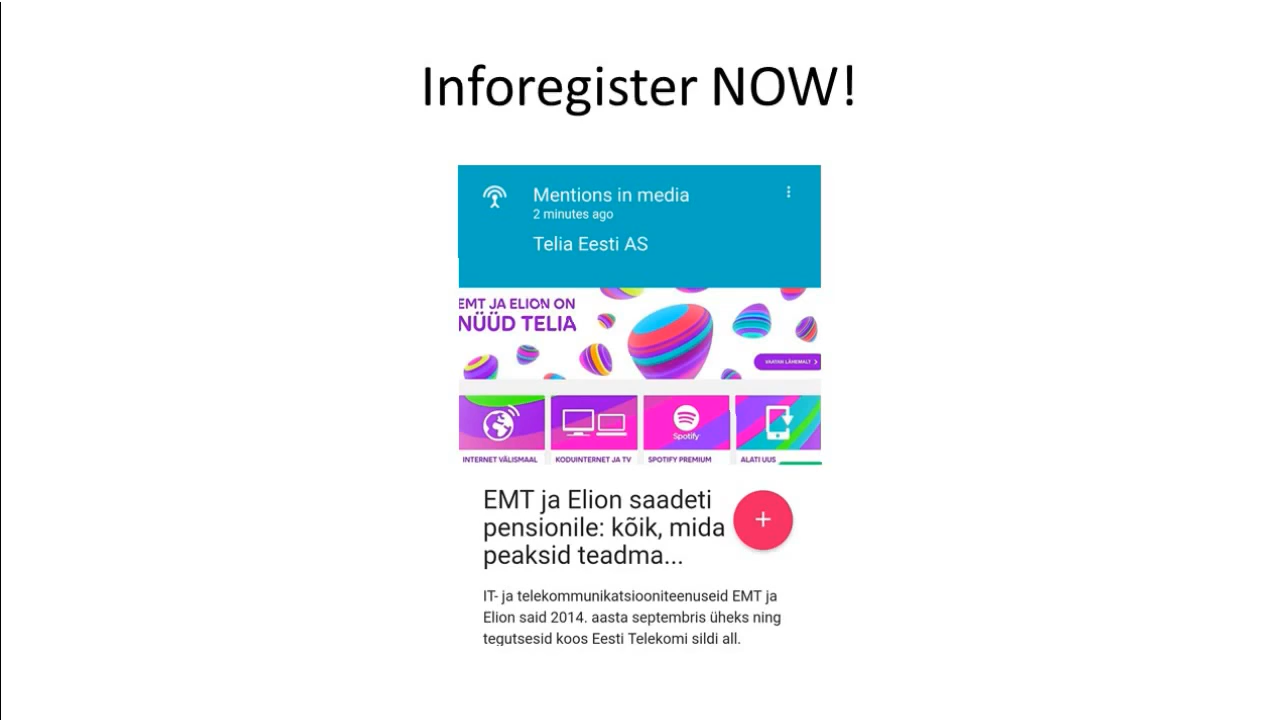 Inforegister NOW!
Mentions in media
2 minutes ago
Telia Eesti AS
EMT JA ELION ON
NÜÜD TELIA
VAATAN LÄHEMALT
Spotify
INTERNET VÄLISMAAL
KODUINTERNET JA TV
SPOTIFY PREMIUM
ALATI UUS
EMT ja Elion saadeti
pensionile: kõik, mida
peaksid teadma...
IT- ja telekommunikatsiooniteenuseid EMT ja
Elion said 2014. aasta septembris üheks ning
tegutsesid koos Eesti Telekomi sildi all.